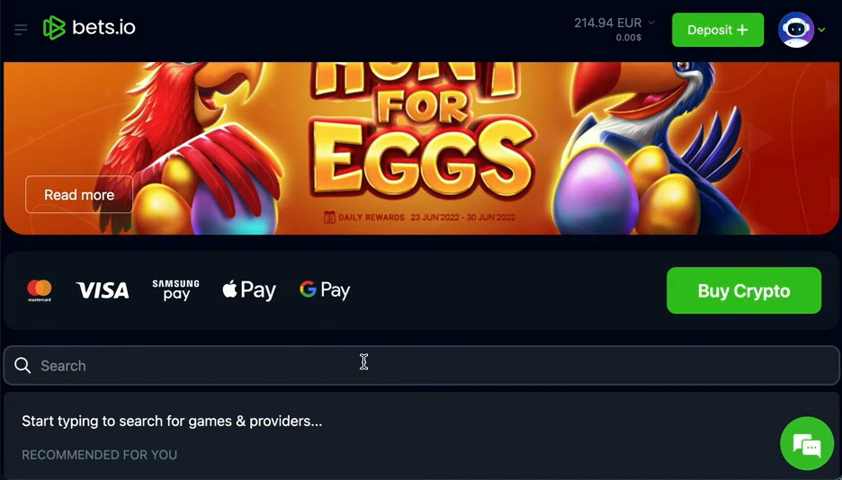 bets.io
214.94 EUR
0.00$
Deposit +
HUNT
FOR
EGGS
Read more
DAILY REWARDS 23 JUN'2022 - 30 JUN'2022
mastercard
VISA
SAMSUNG
pay
Pay
G Pay
Buy Crypto
Search
Start typing to search for games & providers...
RECOMMENDED FOR YOU